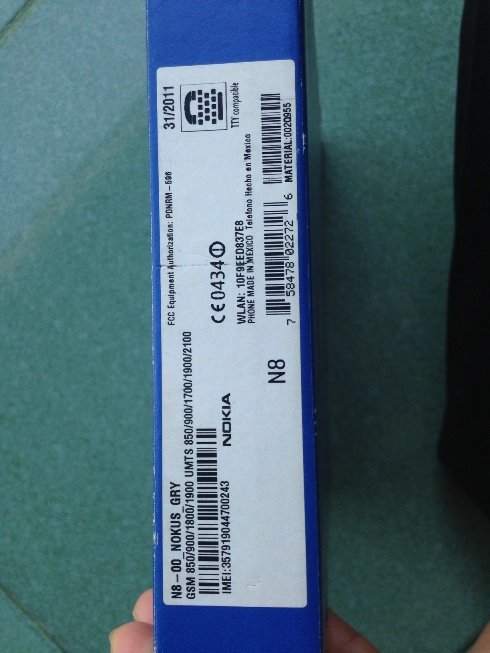 N8-00 NOKUS GRY
GSM 850/900/1800/1900 UMTS 850/900/1700/1900/2100
IMEI:357919044700243
NOKIA
N8
FCC Equipment Authorization: PDNRM-596
CE0434
WLAN: 10F9EED837E8
PHONE MADE IN MEXICO Telefono Hecho en Mexico
7 58478 02272 6
MATERIAL:0020955
31/2011
TTY compatible